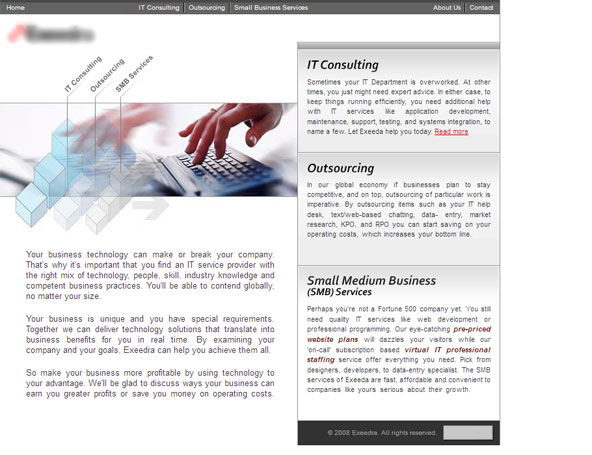 Home IT Consulting Outsourcing Small Business Services About Us Contact
IT Consulting
Outsourcing
SMB Services
Your business technology can make or break your company.
That's why it's important that you find an IT service provider with
the right mix of technology, people, skill, industry knowledge and
competent business practices. You'll be able to contend globally,
no matter your size.
Your business is unique and you have special requirements.
Together we can deliver technology solutions that translate into
business benefits for you in real time. By examining your
company and your goals, Exeedra can help you achieve them all.
So make your business more profitable by using technology to
your advantage. We'll be glad to discuss ways your business can
earn you greater profits or save you money on operating costs.
IT Consulting
Sometimes your IT Department is overworked. At other
times, you just might need expert advice. In either case, to
keep things running efficiently, you need additional help
with IT services like application development,
maintenance, support, testing, and systems integration, to
name a few. Let Exeeda help you today. Read more
Outsourcing
In our global economy if businesses plan to stay
competitive, and on top, outsourcing of particular work is
imperative. By outsourcing items such as your IT help
desk, text/web-based chatting, data- entry, market
research, KPO, and RPO you can start saving on your
operating costs, which increases your bottom line.
Small Medium Business
(SMB) Services
Perhaps you're not a Fortune 500 company yet. You still
need quality IT services like web development or
professional programming. Our eye-catching pre-priced
website plans will dazzles your visitors while our
'on-call' subscription based virtual IT professional
staffing service offer everything you need. Pick from
designers, developers, to data-entry specialist. The SMB
services of Exeeda are fast, affordable and convenient to
companies like yours serious about their growth.
© 2008 Exeedra. All rights reserved.